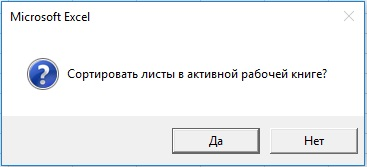 Microsoft Excel
Сортировать листы в активной рабочей книге?
Да
Нет